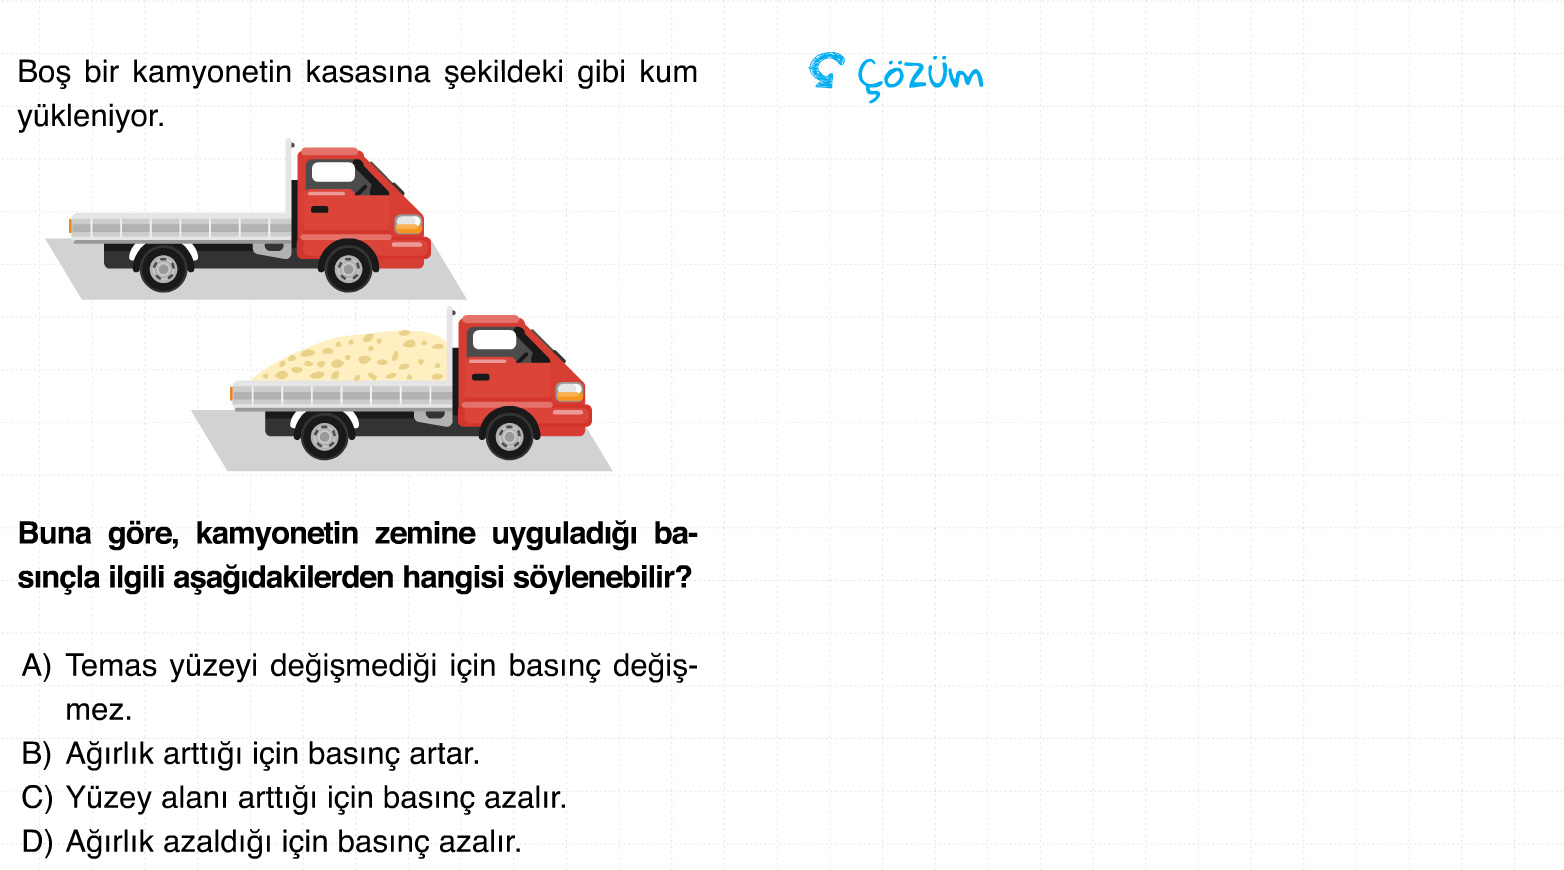 Boş bir kamyonetin kasasına şekildeki gibi kum
yükleniyor.
Buna göre, kamyonetin zemine uyguladığı ba-
sınçla ilgili aşağıdakilerden hangisi söylenebilir?
A) Temas yüzeyi değişmediği için basınç değiş-
mez.
B) Ağırlık arttığı için basınç artar.
C) Yüzey alanı arttığı için basınç azalır.
D) Ağırlık azaldığı için basınç azalır.
Çözüm